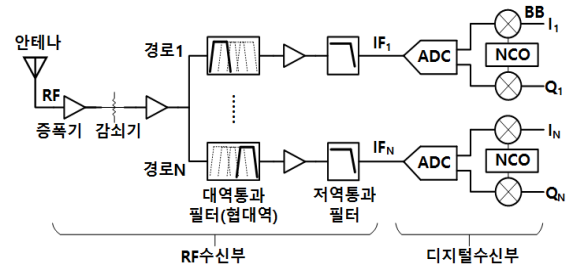 안테나
RF
증폭기
감쇠기
경로1
경로N
대역통과
필터(협대역)
저역통과
필터
IF1
IFN
ADC
ADC
BB
NCO
NCO
I1
Q1
IN
QN
RF수신부
디지털수신부